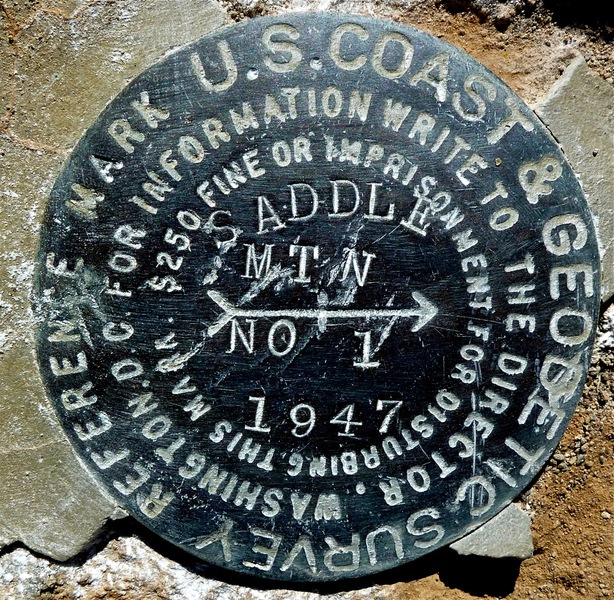 U.S. COAST & GEODETIC SURVEY REFERENCE MARK
FOR INFORMATION WRITE TO THE DIRECTOR. WASHINGTON. D.C.
$250 FINE OR IMPRISONMENT FOR DISTURBING THIS MARK.
SADDLE
MTN
NO 1
1947